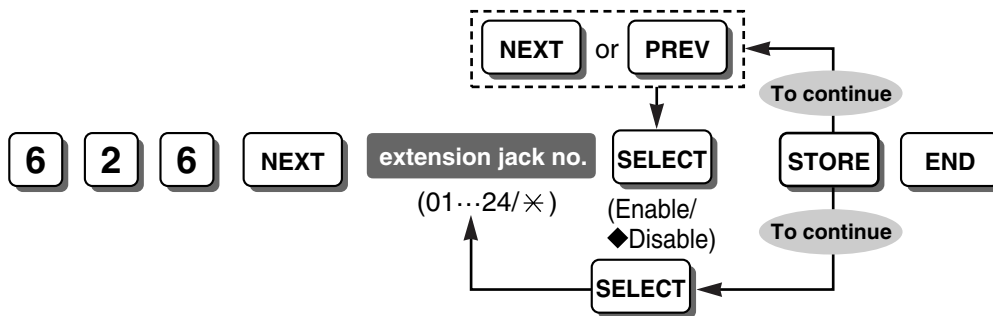 NEXT or PREV
To continue
6 2 6 NEXT extension jack no. SELECT STORE END
(01···24/✳)
(Enable/
◆Disable)
To continue
SELECT